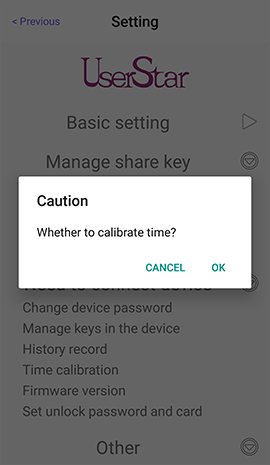 < Previous
Setting
UserStar
Basic setting
Manage share key
Caution
Whether to calibrate time?
CANCEL
OK
Need to connect device
Change device password
Manage keys in the device
History record
Time calibration
Firmware version
Set unlock password and card
Other